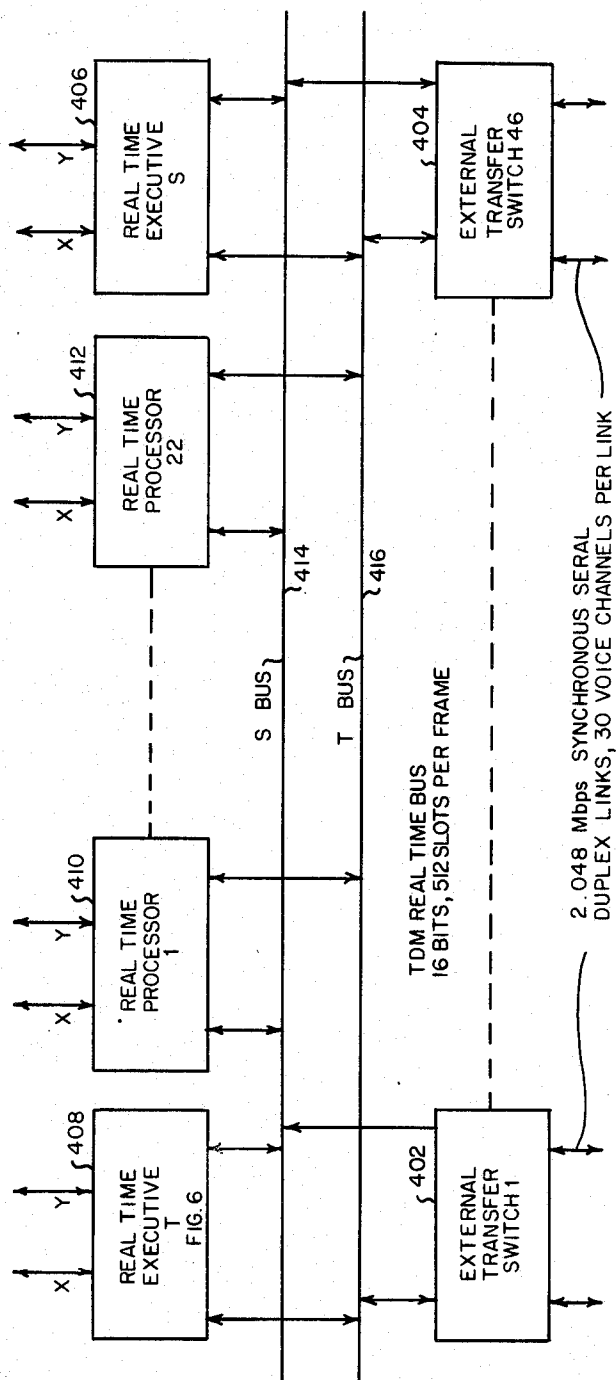 X
Y
408
REAL TIME
EXECUTIVE
T
FIG. 6
X
Y
410
REAL TIME
PROCESSOR
1
X
Y
412
REAL TIME
PROCESSOR
22
X
Y
406
REAL TIME
EXECUTIVE
S
S BUS
414
T BUS
416
TDM REAL TIME BUS
16 BITS, 512 SLOTS PER FRAME
402
EXTERNAL
TRANSFER
SWITCH 1
404
EXTERNAL
TRANSFER
SWITCH 46
2.048 Mbps SYNCHRONOUS SERAL
DUPLEX LINKS, 30 VOICE CHANNELS PER LINK